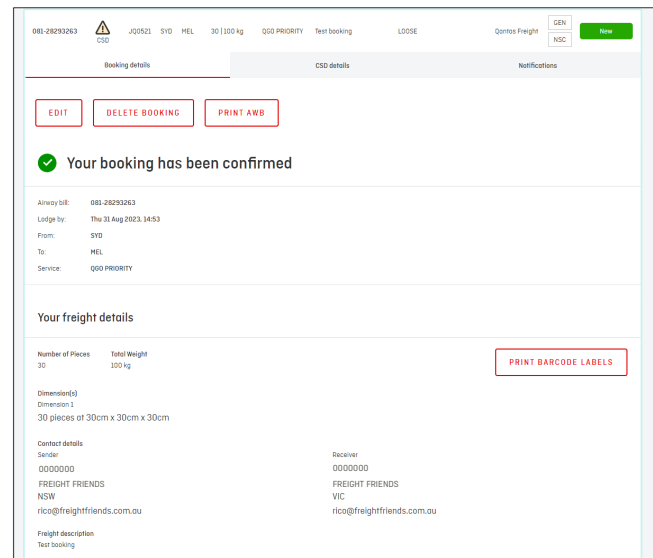 081-28293263 CSD JQ0521 SYD MEL 30 | 100 kg QGO PRIORITY Test booking LOOSE Qantas Freight GEN NSC New
Booking details CSD details Notifications
EDIT DELETE BOOKING PRINT AWB
Your booking has been confirmed
Airway bill: 081-28293263
Lodge by: Thu 31 Aug 2023, 14:53
From: SYD
To: MEL
Service: QGO PRIORITY
Your freight details
Number of Pieces Total Weight
30 100 kg
PRINT BARCODE LABELS
Dimension(s)
Dimension 1
30 pieces at 30cm x 30cm x 30cm
Contact details
Sender Receiver
0000000 0000000
FREIGHT FRIENDS FREIGHT FRIENDS
NSW VIC
rico@freightfriends.com.au rico@freightfriends.com.au
Freight description
Test booking